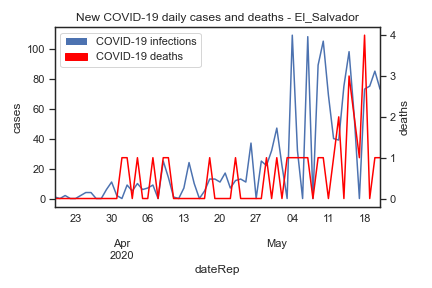 New COVID-19 daily cases and deaths - El_Salvador
COVID-19 infections
COVID-19 deaths
cases
100
80
60
40
20
0
deaths
4
3
2
1
0
23 30 06 13 20 27 04 11 18
Apr May
2020
dateRep